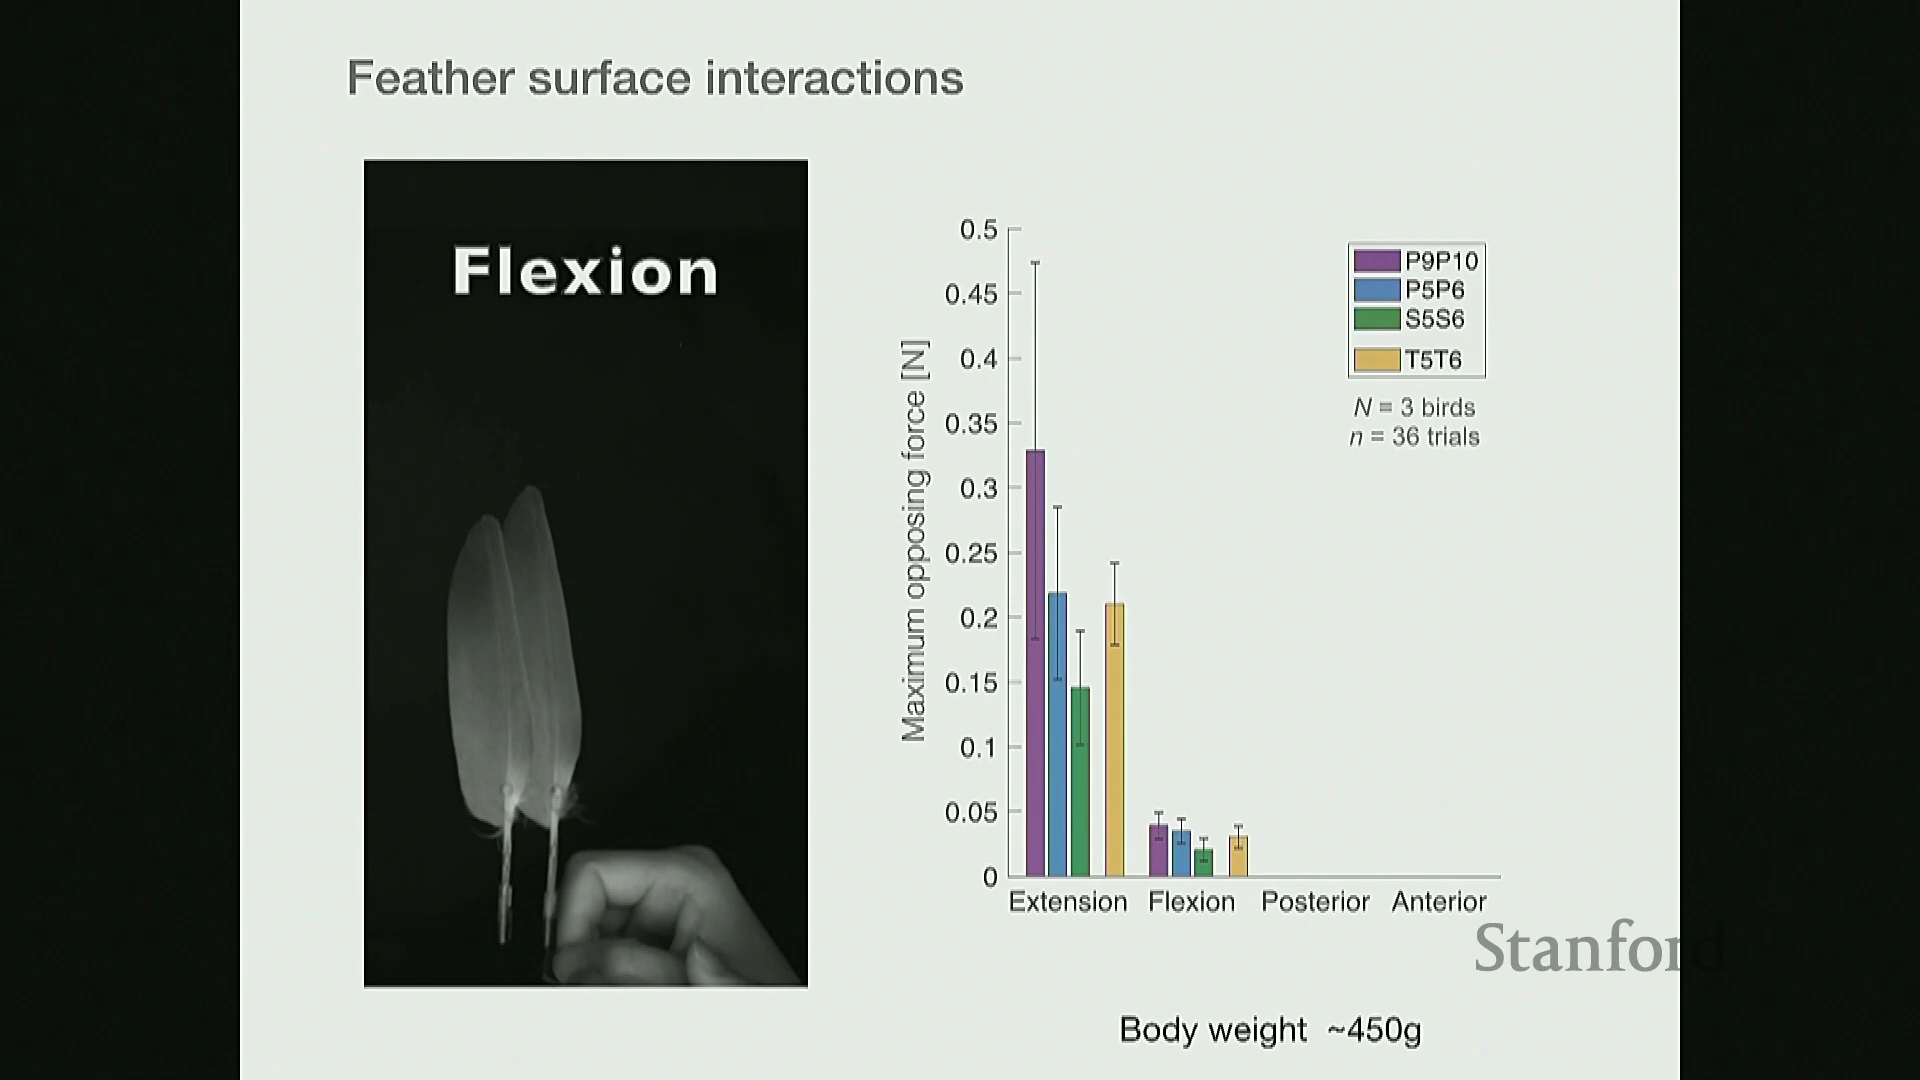 Feather surface interactions
Flexion
Maximum opposing force [N]
0.5
0.45
0.4
0.35
0.3
0.25
0.2
0.15
0.1
0.05
0
Extension Flexion Posterior Anterior
P9P10
P5P6
S5S6
T5T6
N = 3 birds
n = 36 trials
Stanford
Body weight ~450g